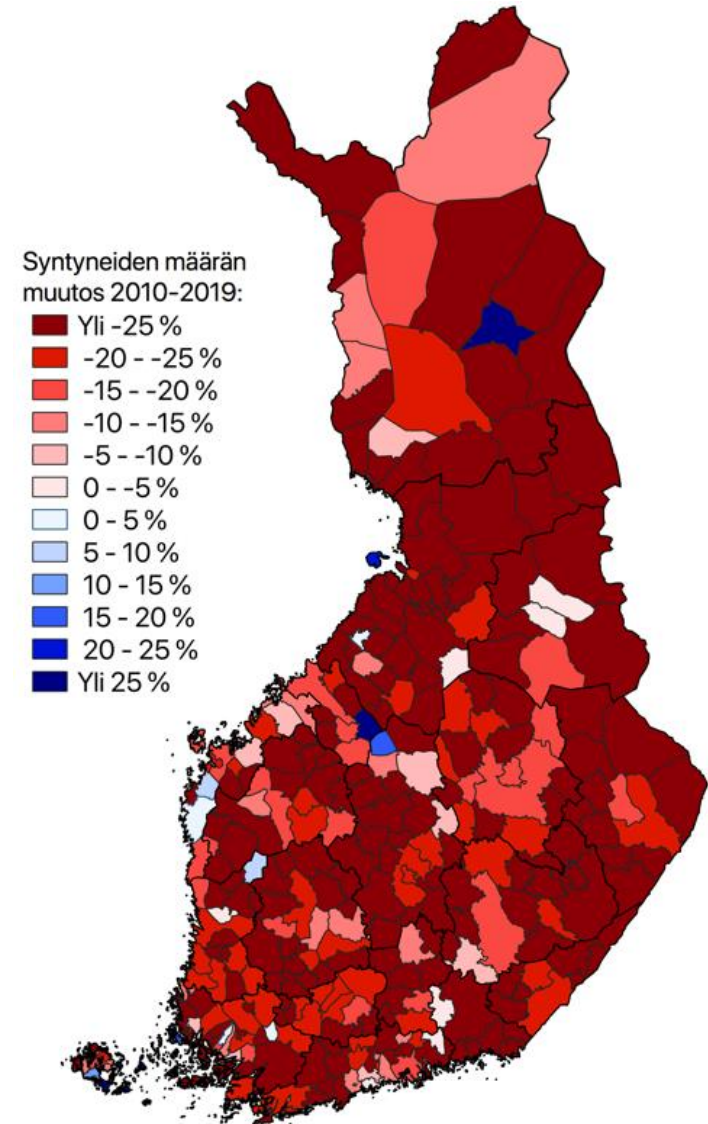 Syntyneiden määrän
muutos 2010-2019:
Yli -25 %
-20 - -25 %
-15 - -20 %
-10 - -15 %
-5 - -10 %
0 - -5 %
0 - 5 %
5 - 10 %
10 - 15 %
15 - 20 %
20 - 25 %
Yli 25 %